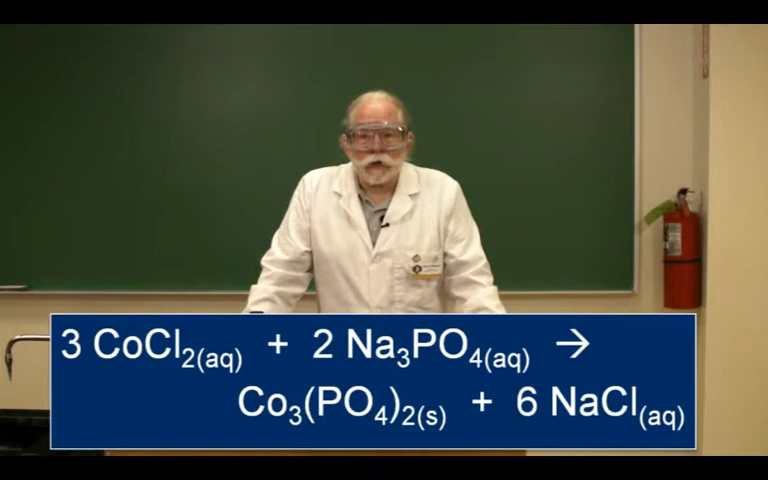 3 CoCl₂₍aq₎ + 2 Na₃PO₄₍aq₎ →
Co₃(PO₄)₂₍s₎ + 6 NaCl₍aq₎